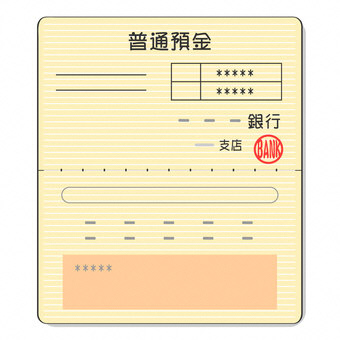 普通預金
*****
*****
— — — 銀行
— 支店
BANK
*****